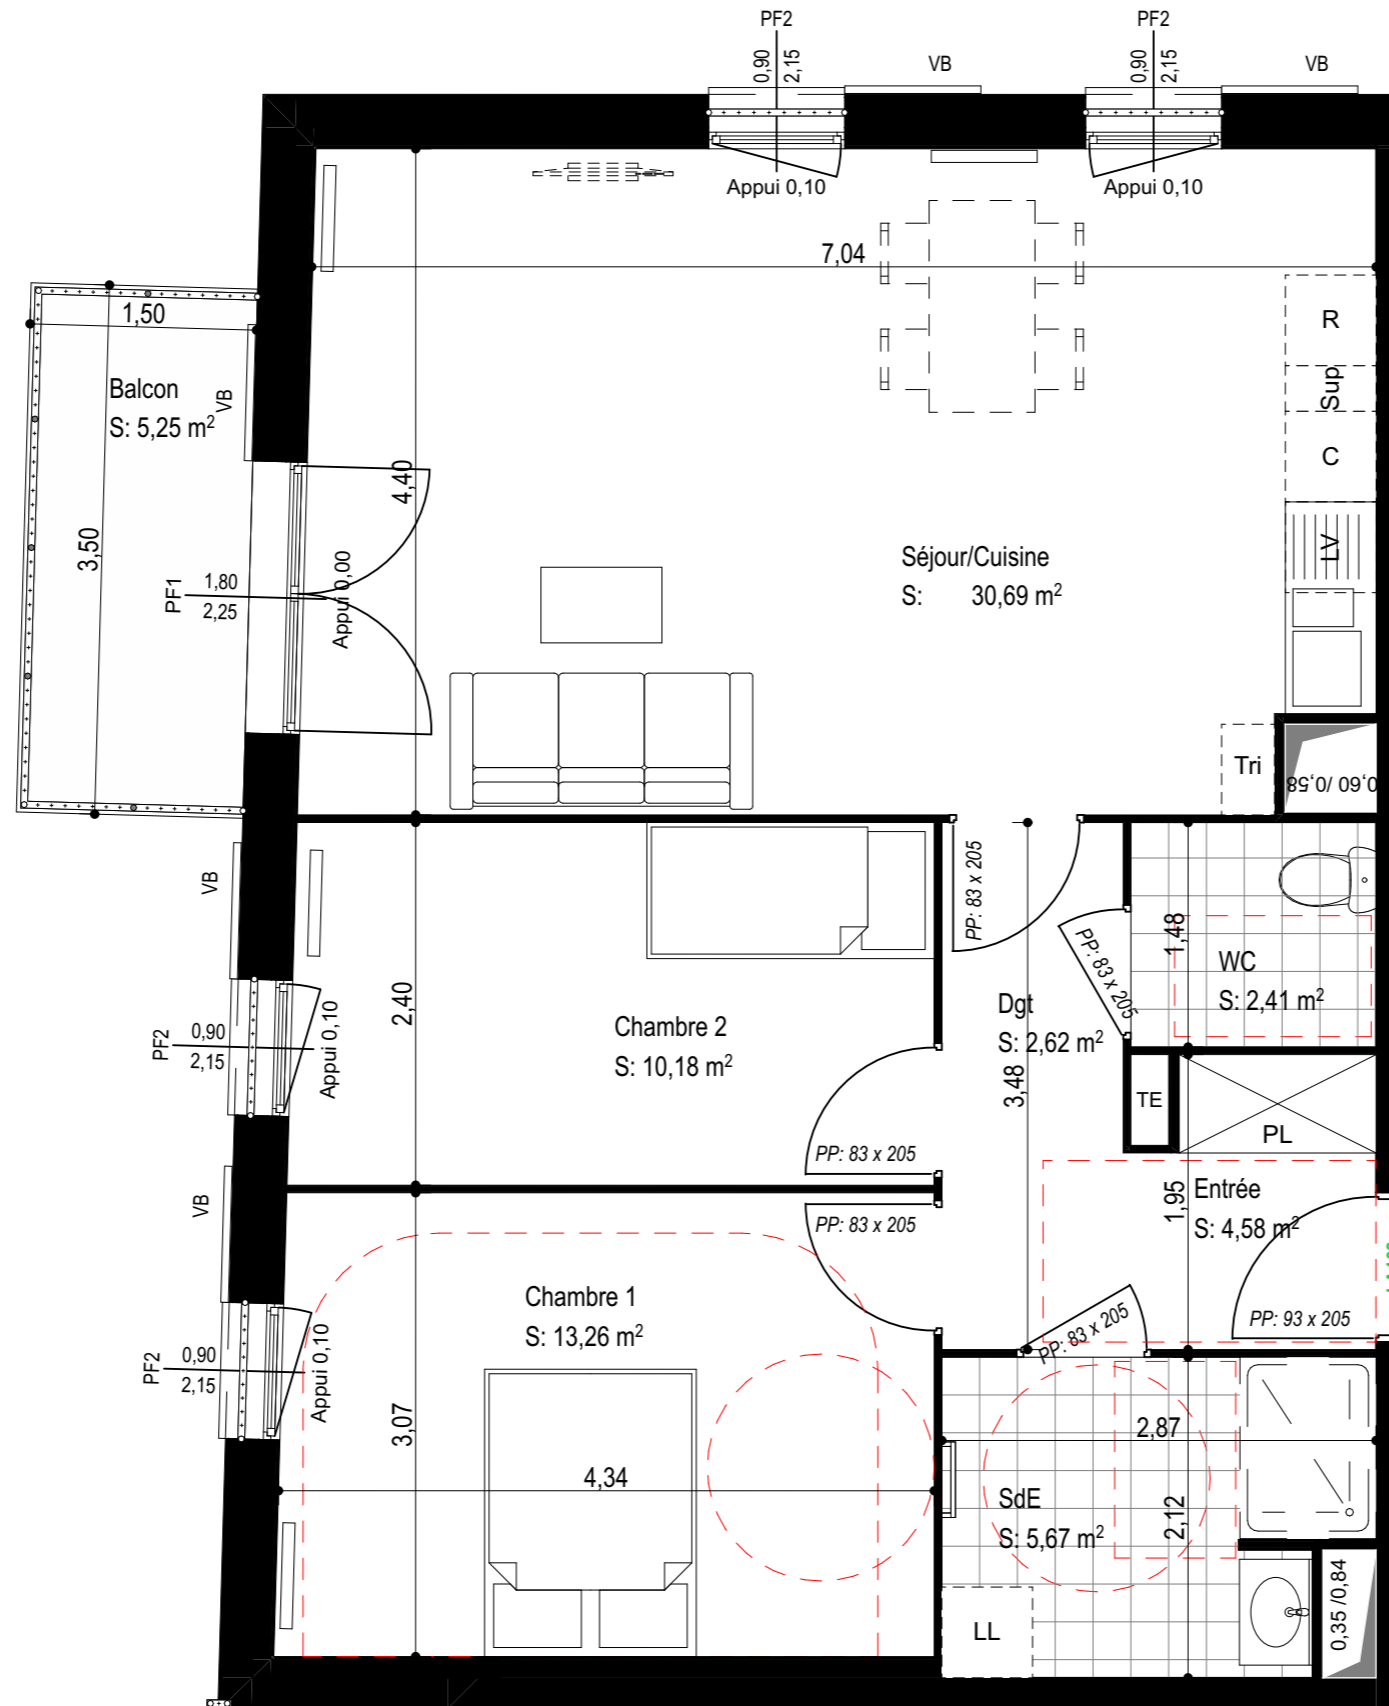 PF2
0,90
2,15
VB
PF2
0,90
2,15
VB
Appui 0,10
Appui 0,10
7,04
1,50
Balcon
S: 5,25 m²
VB
3,50
4,40
R
Sup
C
LV
Séjour/Cuisine
S: 30,69 m²
PF1
1,80
2,25
Appui 0,00
Tri
0,60 /0,58
VB
PP: 83 x 205
PP: 83 x 205
1,48
WC
S: 2,41 m²
2,40
Chambre 2
S: 10,18 m²
Dgt
S: 2,62 m²
3,48
PF2
0,90
2,15
Appui 0,10
TE
PL
PP: 83 x 205
VB
1,95
Entrée
S: 4,58 m²
PP: 83 x 205
Chambre 1
S: 13,26 m²
PP: 83 x 205
PP: 93 x 205
PF2
0,90
2,15
Appui 0,10
3,07
4,34
2,87
SdE
S: 5,67 m²
2,12
LL
0,35 /0,84